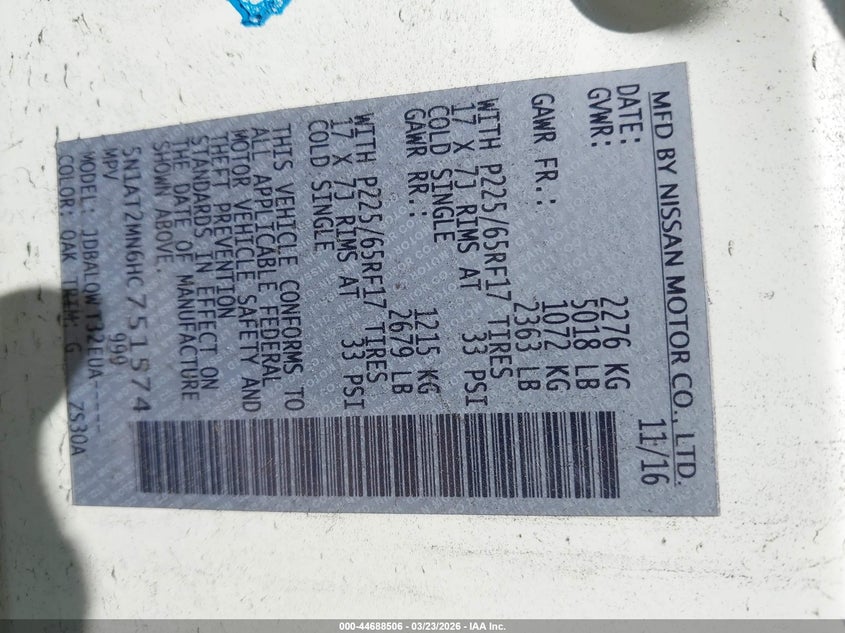 MFD BY NISSAN MOTOR CO., LTD.
DATE: 11/16
GVWR: 2276 KG
5018 LB
GAWR FR.: 1072 KG
2363 LB
WITH P225/65RF17 TIRES
17 X 7J RIMS AT 33 PSI
COLD SINGLE
GAWR RR.: 1215 KG
2679 LB
WITH P225/65RF17 TIRES
17 X 7J RIMS AT 33 PSI
COLD SINGLE
THIS VEHICLE CONFORMS TO
ALL APPLICABLE FEDERAL
MOTOR VEHICLE SAFETY AND
THEFT PREVENTION
STANDARDS IN EFFECT ON
THE DATE OF MANUFACTURE
SHOWN ABOVE.
5N1AT2MN6HC751574
MPV 999
MODEL: JDBALQWT32EUA----
COLOR: QAK TRIM: G ZS30A
000-44688506 - 03/23/2026 - IAA Inc.